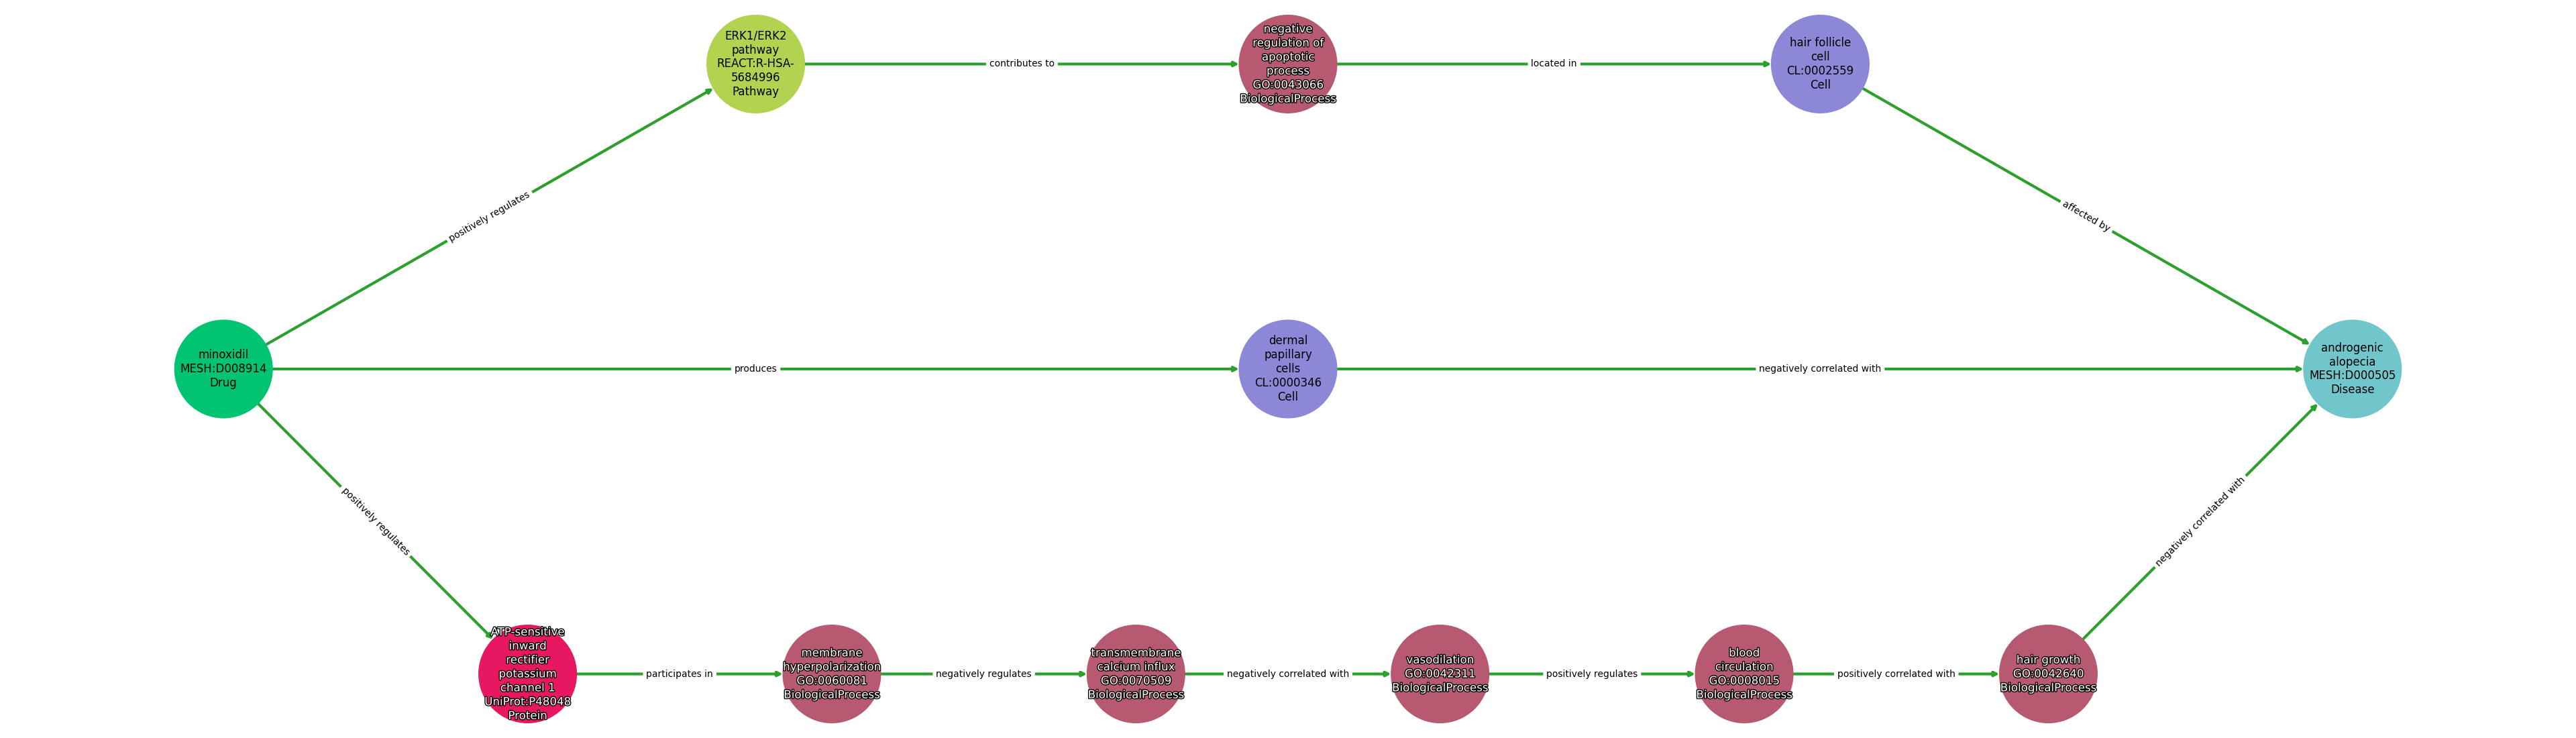 ERK1/ERK2
pathway
REACT:R-HSA-
5684996
Pathway
contributes to
negative
regulation of
apoptotic
process
GO:0043066
BiologicalProcess
located in
hair follicle
cell
CL:0002559
Cell
positively regulates
affected by
minoxidil
MESH:D008914
Drug
produces
dermal
papillary
cells
CL:0000346
Cell
negatively correlated with
androgenic
alopecia
MESH:D000505
Disease
positively regulates
negatively correlated with
ATP-sensitive
inward
rectifier
potassium
channel 1
UniProt:P48048
Protein
participates in
membrane
hyperpolarization
GO:0060081
BiologicalProcess
negatively regulates
transmembrane
calcium influx
GO:0070509
BiologicalProcess
negatively correlated with
vasodilation
GO:0042311
BiologicalProcess
positively regulates
blood
circulation
GO:0008015
BiologicalProcess
positively correlated with
hair growth
GO:0042640
BiologicalProcess